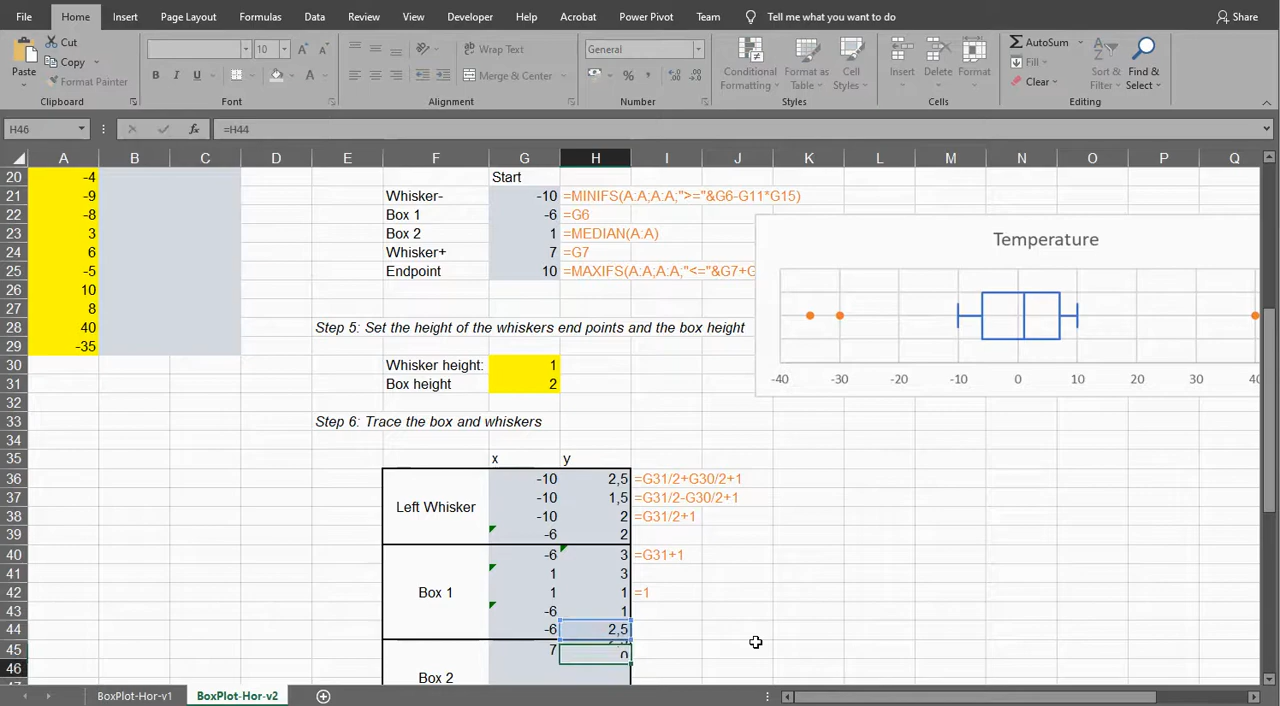 File Home Insert Page Layout Formulas Data Review View Developer Help Acrobat Power Pivot Team Tell me what you want to do Share
Paste Cut Copy Format Painter Clipboard
10 B I U A Font
Wrap Text Merge & Center Alignment
General % , Number
Conditional Formatting Format as Table Cell Styles Styles
Insert Delete Format Cells
AutoSum Fill Clear Sort & Filter Find & Select Editing
H46 fx =H44
A B C D E F G H I J K L M N O P Q
20 -4 Start
21 -9 Whisker- -10 =MINIFS(A:A;A:A;">="&G6-G11*G15)
22 -8 Box 1 -6 =G6
23 3 Box 2 1 =MEDIAN(A:A)
24 6 Whisker+ 7 =G7
25 -5 Endpoint 10 =MAXIFS(A:A;A:A;"<="&G7+G
26 10
27 8
28 40 Step 5: Set the height of the whiskers end points and the box height
29 -35
30 Whisker height: 1
31 Box height 2
32
33 Step 6: Trace the box and whiskers
34
35 x y
36 -10 2,5 =G31/2+G30/2+1
37 Left Whisker -10 1,5 =G31/2-G30/2+1
38 -10 2 =G31/2+1
39 -6 2
40 -6 3 =G31+1
41 1 3
42 Box 1 1 1 =1
43 -6 1
44 -6 2,5
45 7
46 Box 2 0
Temperature
-40 -30 -20 -10 0 10 20 30 40
BoxPlot-Hor-v1 BoxPlot-Hor-v2